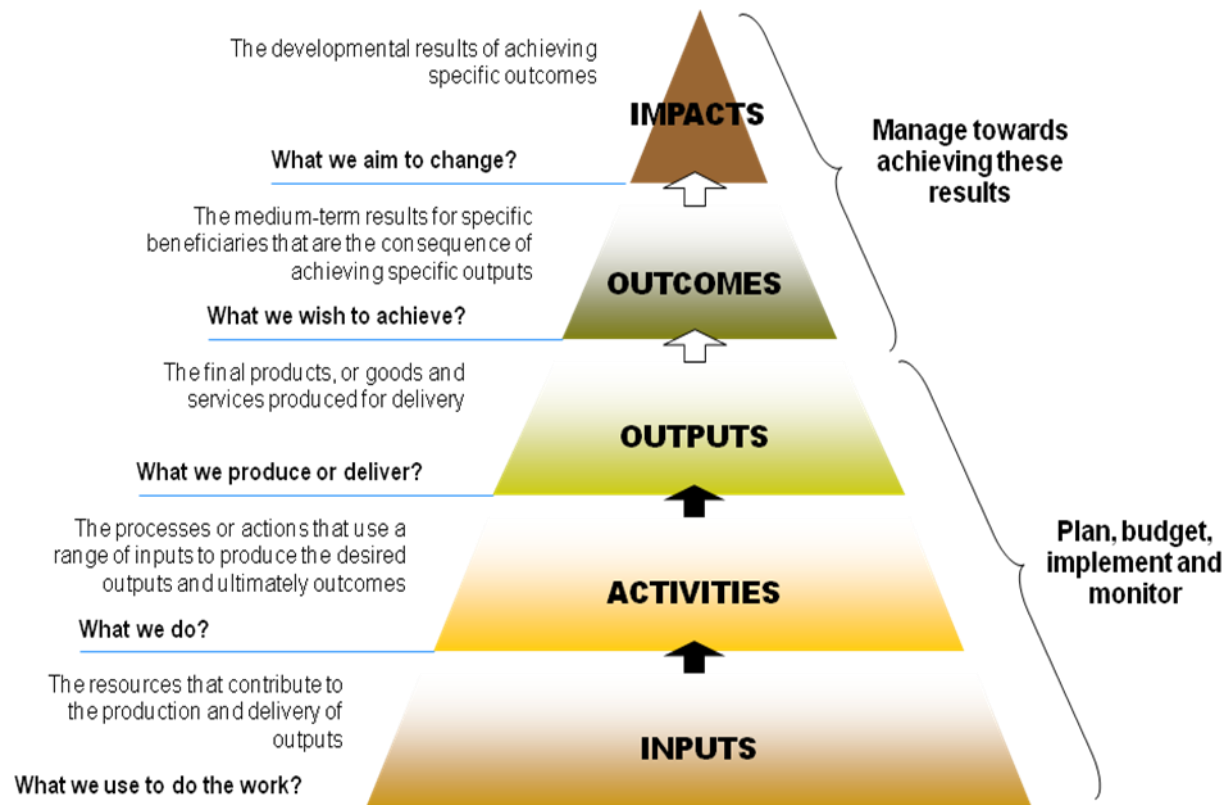 The developmental results of achieving
specific outcomes
IMPACTS
What we aim to change?
Manage towards
achieving these
results
The medium-term results for specific
beneficiaries that are the consequence of
achieving specific outputs
OUTCOMES
What we wish to achieve?
The final products, or goods and
services produced for delivery
OUTPUTS
What we produce or deliver?
The processes or actions that use a
range of inputs to produce the desired
outputs and ultimately outcomes
ACTIVITIES
What we do?
Plan, budget,
implement and
monitor
The resources that contribute to
the production and delivery of
outputs
INPUTS
What we use to do the work?